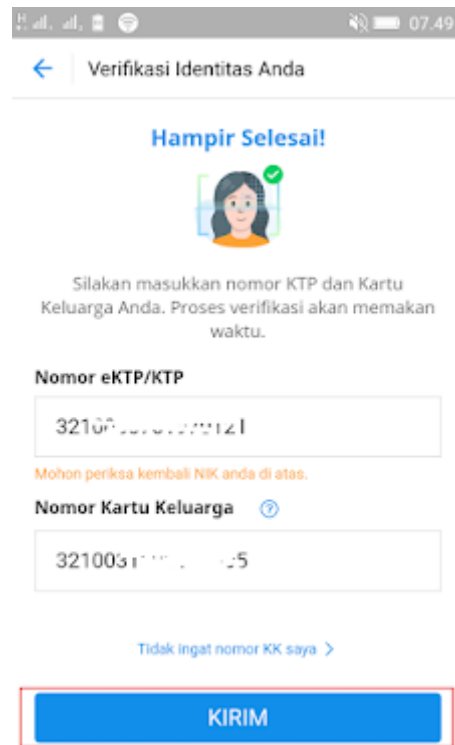 07.49
Verifikasi Identitas Anda
Hampir Selesai!
Silakan masukkan nomor KTP dan Kartu
Keluarga Anda. Proses verifikasi akan memakan
waktu.
Nomor eKTP/KTP
Mohon periksa kembali NIK anda di atas.
Nomor Kartu Keluarga
Tidak ingat nomor KK saya >
KIRIM